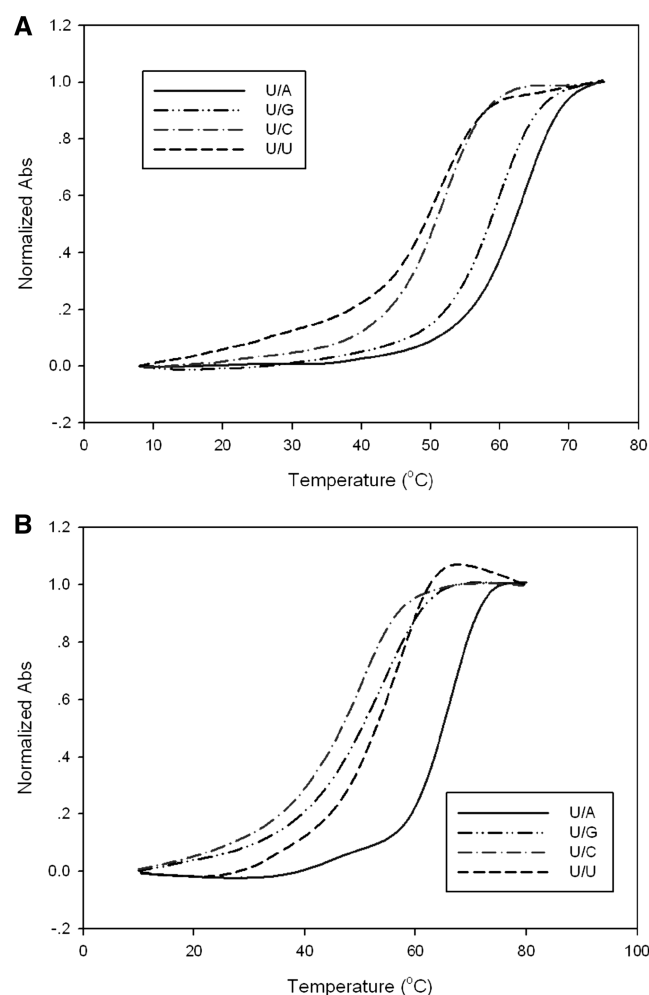 A
1.2
1.0
.8
.6
.4
.2
0.0
-.2
Normalized Abs
U/A
U/G
U/C
U/U
0 10 20 30 40 50 60 70 80
Temperature (°C)
B
1.2
1.0
.8
.6
.4
.2
0.0
-.2
Normalized Abs
U/A
U/G
U/C
U/U
0 20 40 60 80 100
Temperature (°C)